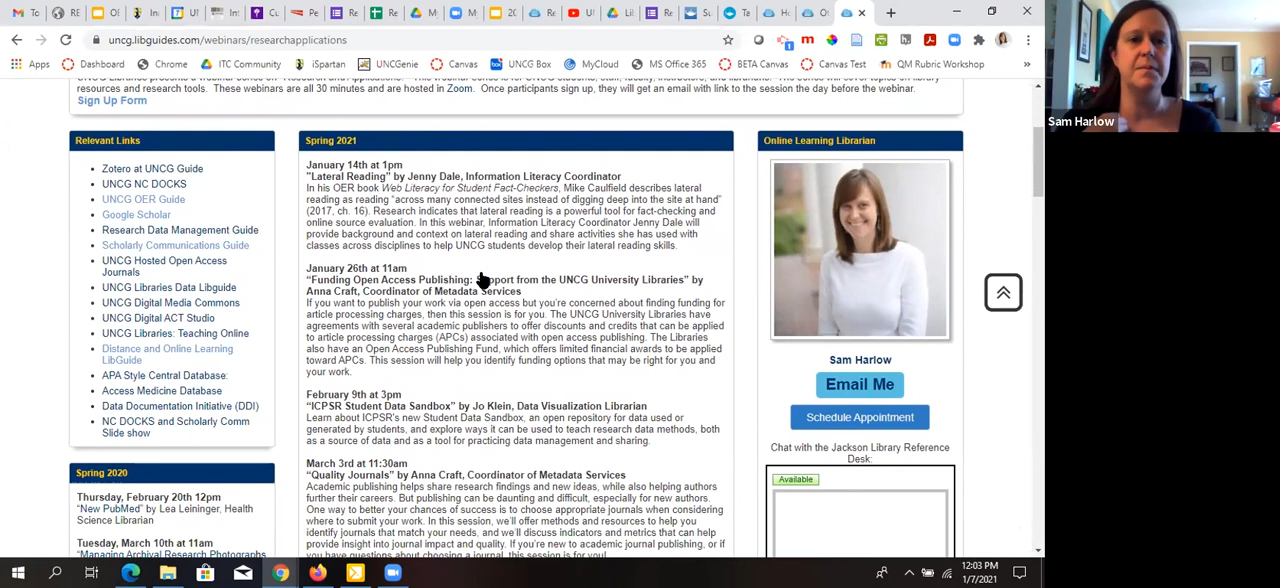 uncg.libguides.com/webinars/researchapplications
Apps
Dashboard
Chrome
ITC Community
iSpartan
UNCGenie
Canvas
UNCG Box
MyCloud
MS Office 365
BETA Canvas
Canvas Test
QM Rubric Workshop
resources and research tools. These webinars are all 30 minutes and are hosted in Zoom. Once participants sign up, they will get an email with link to the session the day before the webinar.
Sign Up Form
Relevant Links
Zotero at UNCG Guide
UNCG NC DOCKS
UNCG OER Guide
Google Scholar
Research Data Management Guide
Scholarly Communications Guide
UNCG Hosted Open Access
Journals
UNCG Libraries Data Libguide
UNCG Digital Media Commons
UNCG Digital ACT Studio
UNCG Libraries: Teaching Online
Distance and Online Learning
LibGuide
APA Style Central Database:
Access Medicine Database
Data Documentation Initiative (DDI)
NC DOCKS and Scholarly Comm
Slide show
Spring 2020
Thursday, February 20th 12pm
"New PubMed" by Lea Leininger, Health
Science Librarian
Tuesday, March 10th at 11am
"Managing Archival Research Photographs
Spring 2021
January 14th at 1pm
"Lateral Reading" by Jenny Dale, Information Literacy Coordinator
In his OER book Web Literacy for Student Fact-Checkers, Mike Caulfield describes lateral
reading as reading "across many connected sites instead of digging deep into the site at hand"
(2017, ch. 16). Research indicates that lateral reading is a powerful tool for fact-checking and
online source evaluation. In this webinar, Information Literacy Coordinator Jenny Dale will
provide background and context on lateral reading and share activities she has used with
classes across disciplines to help UNCG students develop their lateral reading skills.
January 26th at 11am
"Funding Open Access Publishing: Support from the UNCG University Libraries" by
Anna Craft, Coordinator of Metadata Services
If you want to publish your work via open access but you're concerned about finding funding for
article processing charges, then this session is for you. The UNCG University Libraries have
agreements with several academic publishers to offer discounts and credits that can be applied
to article processing charges (APCs) associated with open access publishing. The Libraries
also have an Open Access Publishing Fund, which offers limited financial awards to be applied
toward APCs. This session will help you identify funding options that may be right for you and
your work.
February 9th at 3pm
"ICPSR Student Data Sandbox" by Jo Klein, Data Visualization Librarian
Learn about ICPSR's new Student Data Sandbox, an open repository for data used or
generated by students, and explore ways it can be used to teach research data methods, both
as a source of data and as a tool for practicing data management and sharing.
March 3rd at 11:30am
"Quality Journals" by Anna Craft, Coordinator of Metadata Services
Academic publishing helps share research findings and new ideas, while also helping authors
further their careers. But publishing can be daunting and difficult, especially for new authors.
One way to better your chances of success is to choose appropriate journals when considering
where to submit your work. In this session, we'll offer methods and resources to help you
identify journals that match your needs, and we'll discuss indicators and metrics that can help
provide insight into journal impact and quality. If you're new to academic journal publishing, or if
you have questions about choosing a journal, this session is for you!
Online Learning Librarian
Sam Harlow
Email Me
Schedule Appointment
Chat with the Jackson Library Reference
Desk:
Available
Sam Harlow
12:03 PM
1/7/2021